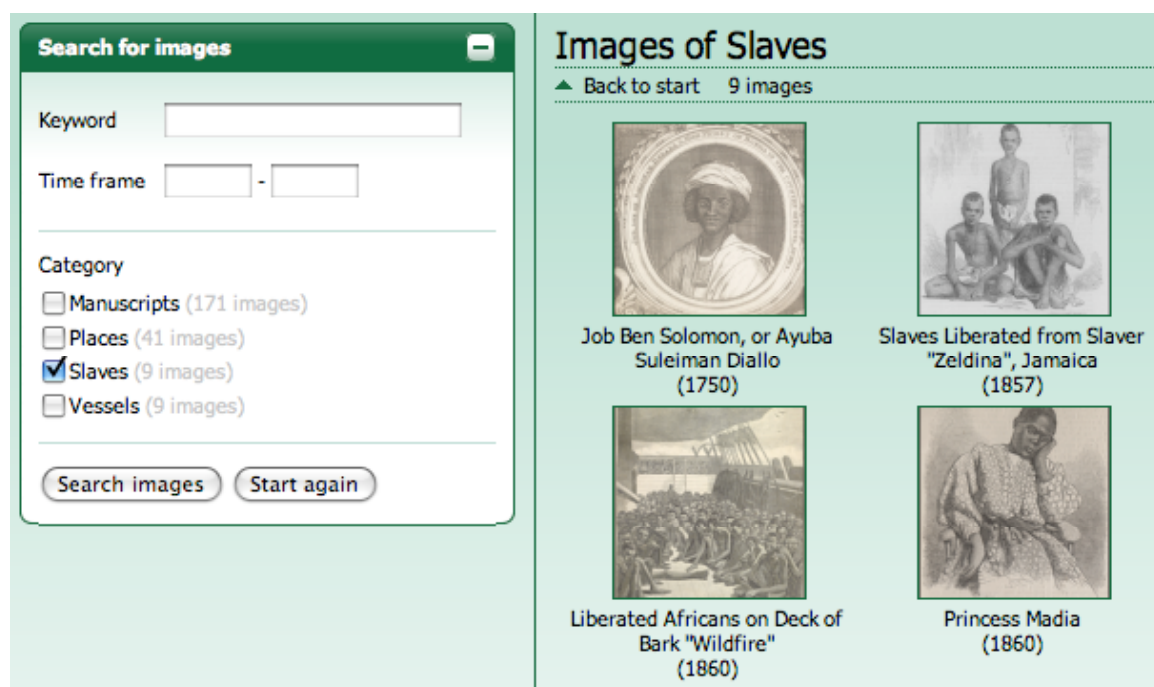 Search for images
Keyword
Time frame -
Category
Manuscripts (171 images)
Places (41 images)
Slaves (9 images)
Vessels (9 images)
Search images Start again
Images of Slaves
Back to start 9 images
Job Ben Solomon, or Ayuba
Suleiman Diallo
(1750)
Slaves Liberated from Slaver
"Zeldina", Jamaica
(1857)
Liberated Africans on Deck of
Bark "Wildfire"
(1860)
Princess Madia
(1860)